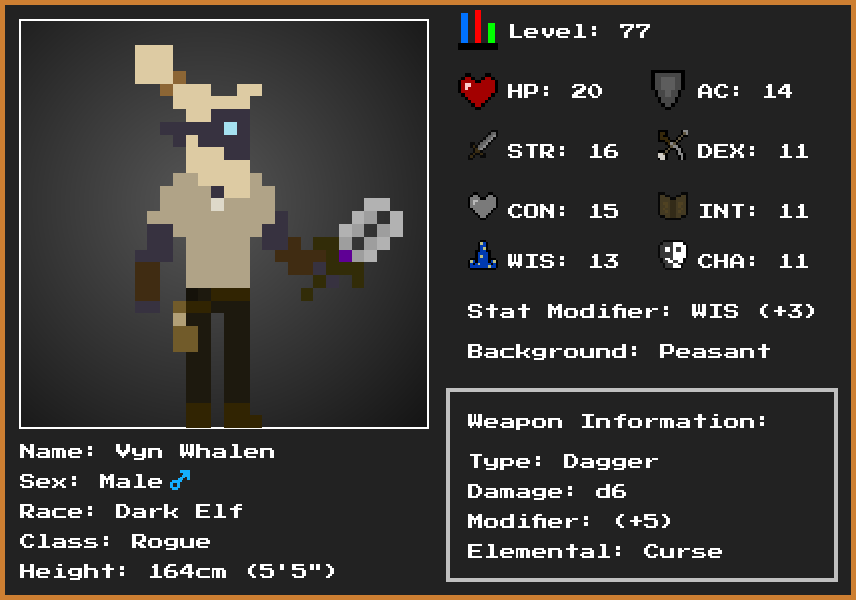 Level: 77
HP: 20 AC: 14
STR: 16 DEX: 11
CON: 15 INT: 11
WIS: 13 CHA: 11
Stat Modifier: WIS (+3)
Background: Peasant
Weapon Information:
Type: Dagger
Damage: d6
Modifier: (+5)
Elemental: Curse
Name: Vyn Whalen
Sex: Male ♂
Race: Dark Elf
Class: Rogue
Height: 164cm (5'5")